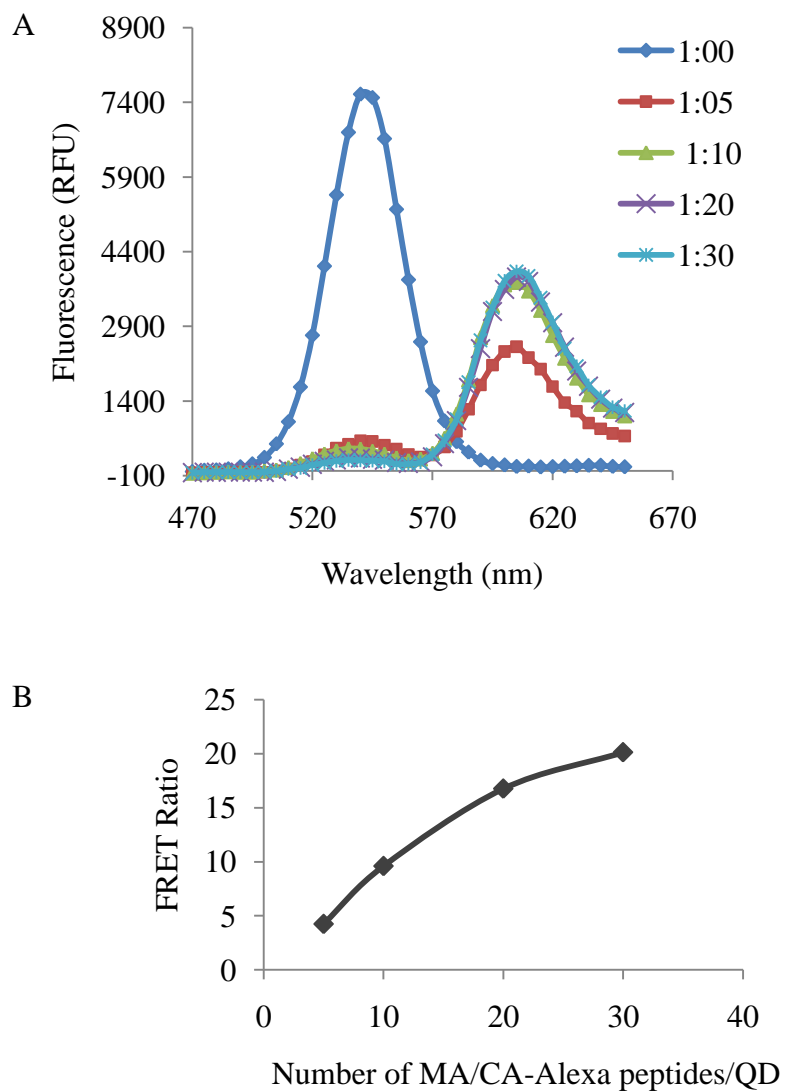 A
8900
7400
5900
4400
2900
1400
-100
Fluorescence (RFU)
1:00
1:05
1:10
1:20
1:30
470 520 570 620 670
Wavelength (nm)
B
25
20
15
10
5
0
FRET Ratio
0 10 20 30 40
Number of MA/CA-Alexa peptides/QD